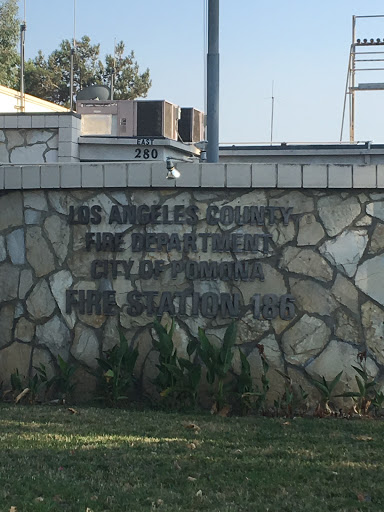 EAST
280
LOS ANGELES COUNTY
FIRE DEPARTMENT
CITY OF POMONA
FIRE STATION 186